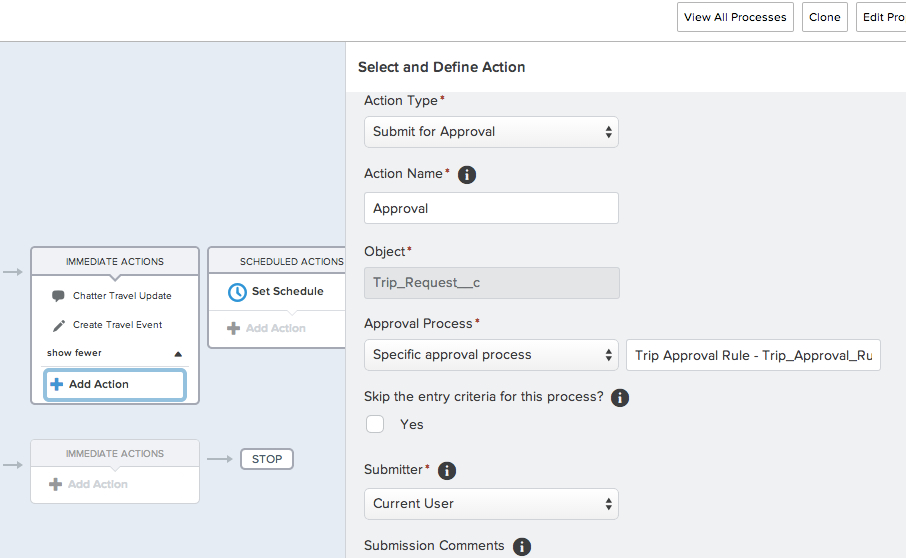 View All Processes
Clone
Edit Pro
Select and Define Action
Action Type*
Submit for Approval
Action Name*
Approval
Object*
Trip_Request__c
Approval Process*
Specific approval process
Trip Approval Rule - Trip_Approval_Ru
Skip the entry criteria for this process?
Yes
Submitter*
Current User
Submission Comments
IMMEDIATE ACTIONS
Chatter Travel Update
Create Travel Event
show fewer
Add Action
SCHEDULED ACTIONS
Set Schedule
Add Action
IMMEDIATE ACTIONS
Add Action
STOP